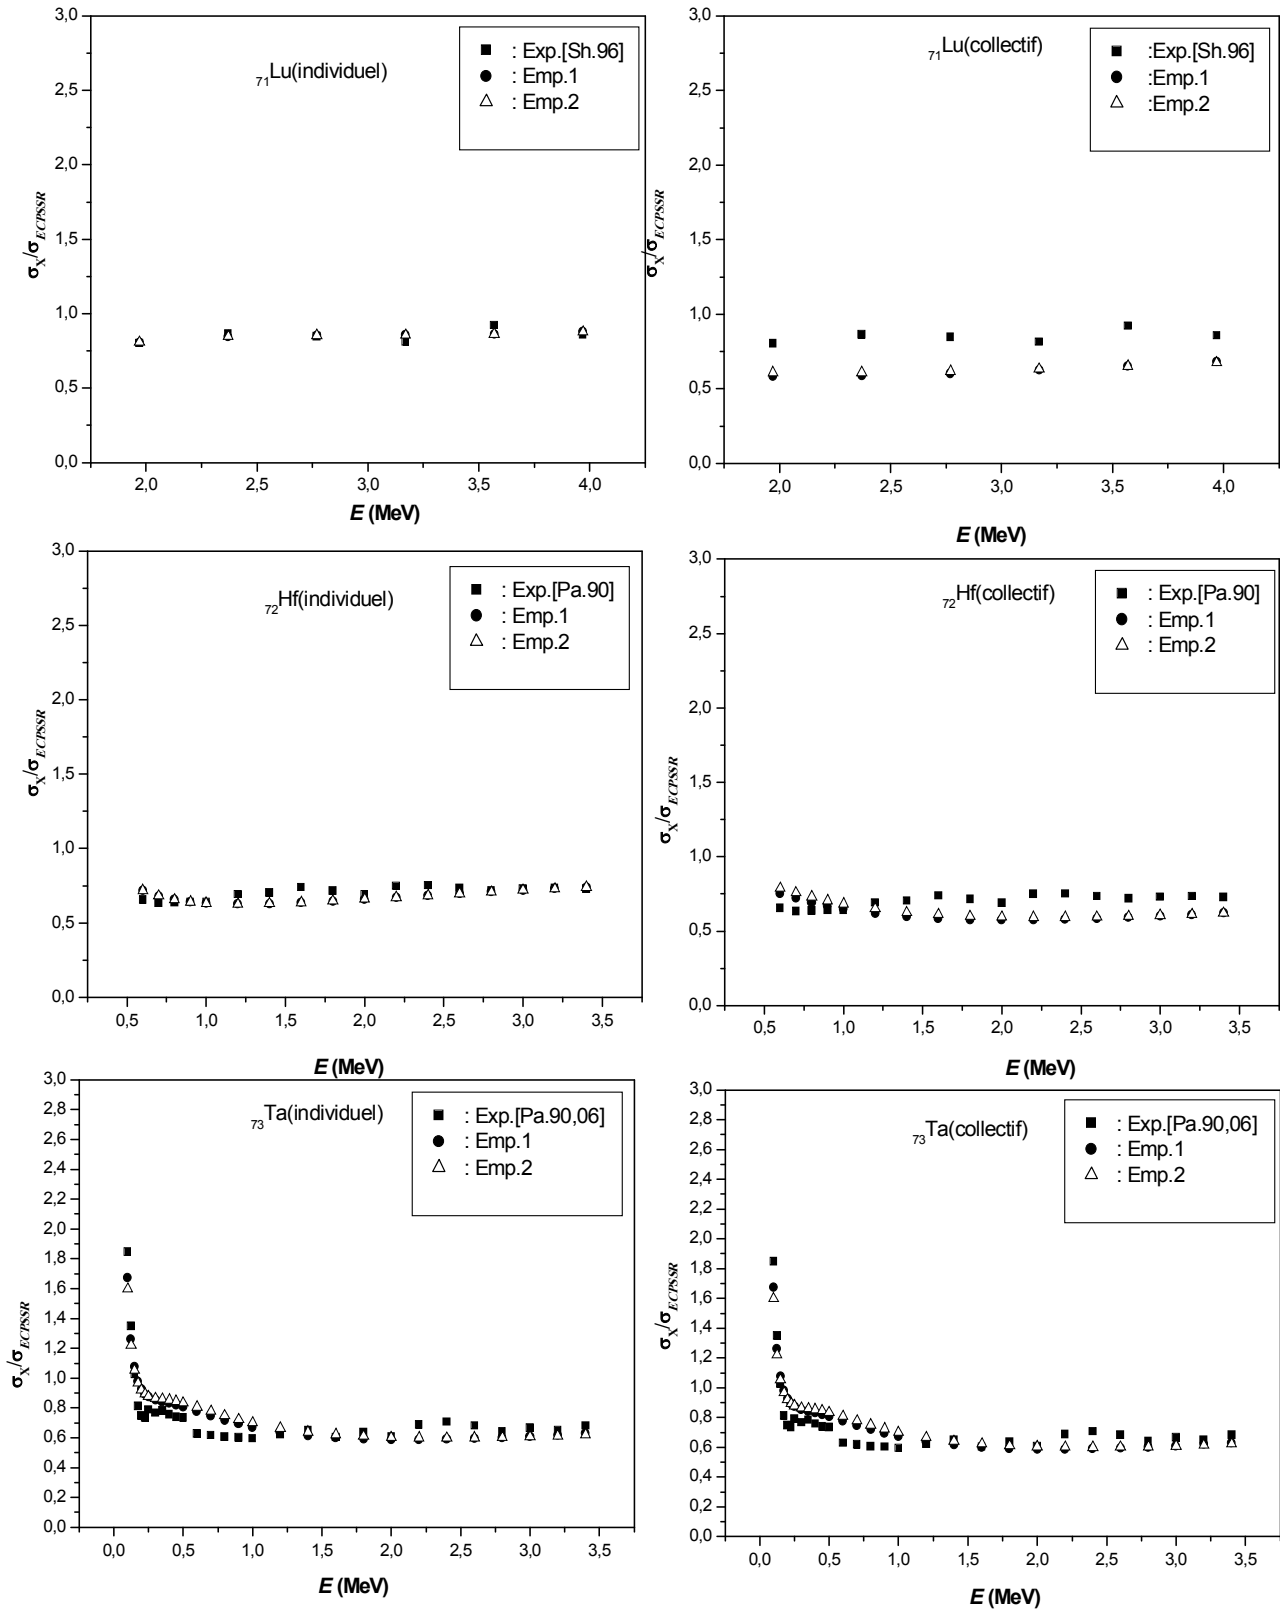 ₇₁Lu(individuel)
: Exp.[Sh.96]
: Emp.1
: Emp.2
3,0
2,5
2,0
1,5
1,0
0,5
0,0
σX/σECPSSR
2,0 2,5 3,0 3,5 4,0
E (MeV)
₇₁Lu(collectif)
:Exp.[Sh.96]
:Emp.1
:Emp.2
3,0
2,5
2,0
1,5
1,0
0,5
0,0
σX/σECPSSR
2,0 2,5 3,0 3,5 4,0
E (MeV)
₇₂Hf(individuel)
: Exp.[Pa.90]
: Emp.1
: Emp.2
3,0
2,5
2,0
1,5
1,0
0,5
0,0
σX/σECPSSR
0,5 1,0 1,5 2,0 2,5 3,0 3,5
E (MeV)
₇₂Hf(collectif)
: Exp.[Pa.90]
: Emp.1
: Emp.2
3,0
2,5
2,0
1,5
1,0
0,5
0,0
σX/σECPSSR
0,5 1,0 1,5 2,0 2,5 3,0 3,5
E (MeV)
₇₃Ta(individuel)
: Exp.[Pa.90,06]
: Emp.1
: Emp.2
3,0
2,8
2,6
2,4
2,2
2,0
1,8
1,6
1,4
1,2
1,0
0,8
0,6
0,4
0,2
0,0
σX/σECPSSR
0,0 0,5 1,0 1,5 2,0 2,5 3,0 3,5
E (MeV)
₇₃Ta(collectif)
: Exp.[Pa.90,06]
: Emp.1
: Emp.2
3,0
2,8
2,6
2,4
2,2
2,0
1,8
1,6
1,4
1,2
1,0
0,8
0,6
0,4
0,2
0,0
σX/σECPSSR
0,0 0,5 1,0 1,5 2,0 2,5 3,0 3,5
E (MeV)